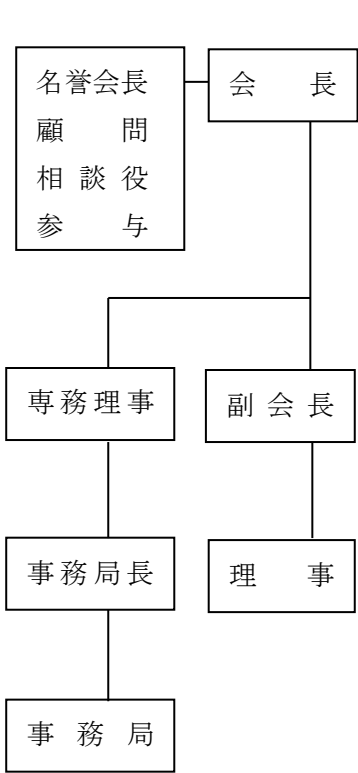 名誉会長
顧問
相談役
参与
会長
専務理事
副会長
事務局長
理事
事務局